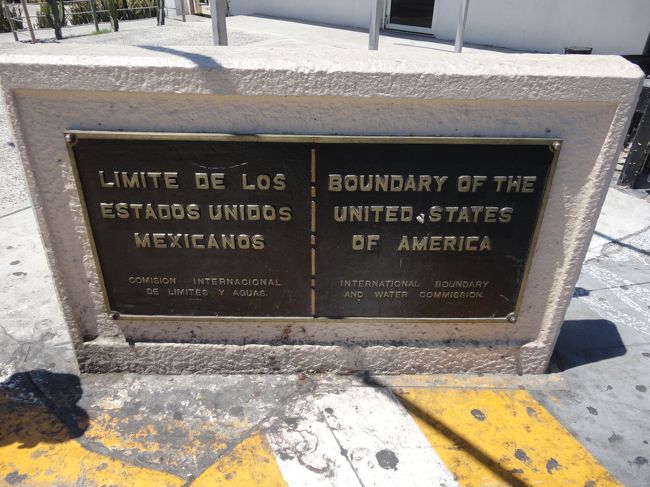 LIMITE DE LOS
ESTADOS UNIDOS
MEXICANOS
COMISION INTERNACIONAL
DE LIMITES Y AGUAS.
BOUNDARY OF THE
UNITED STATES
OF AMERICA
INTERNATIONAL BOUNDARY
AND WATER COMMISSION.